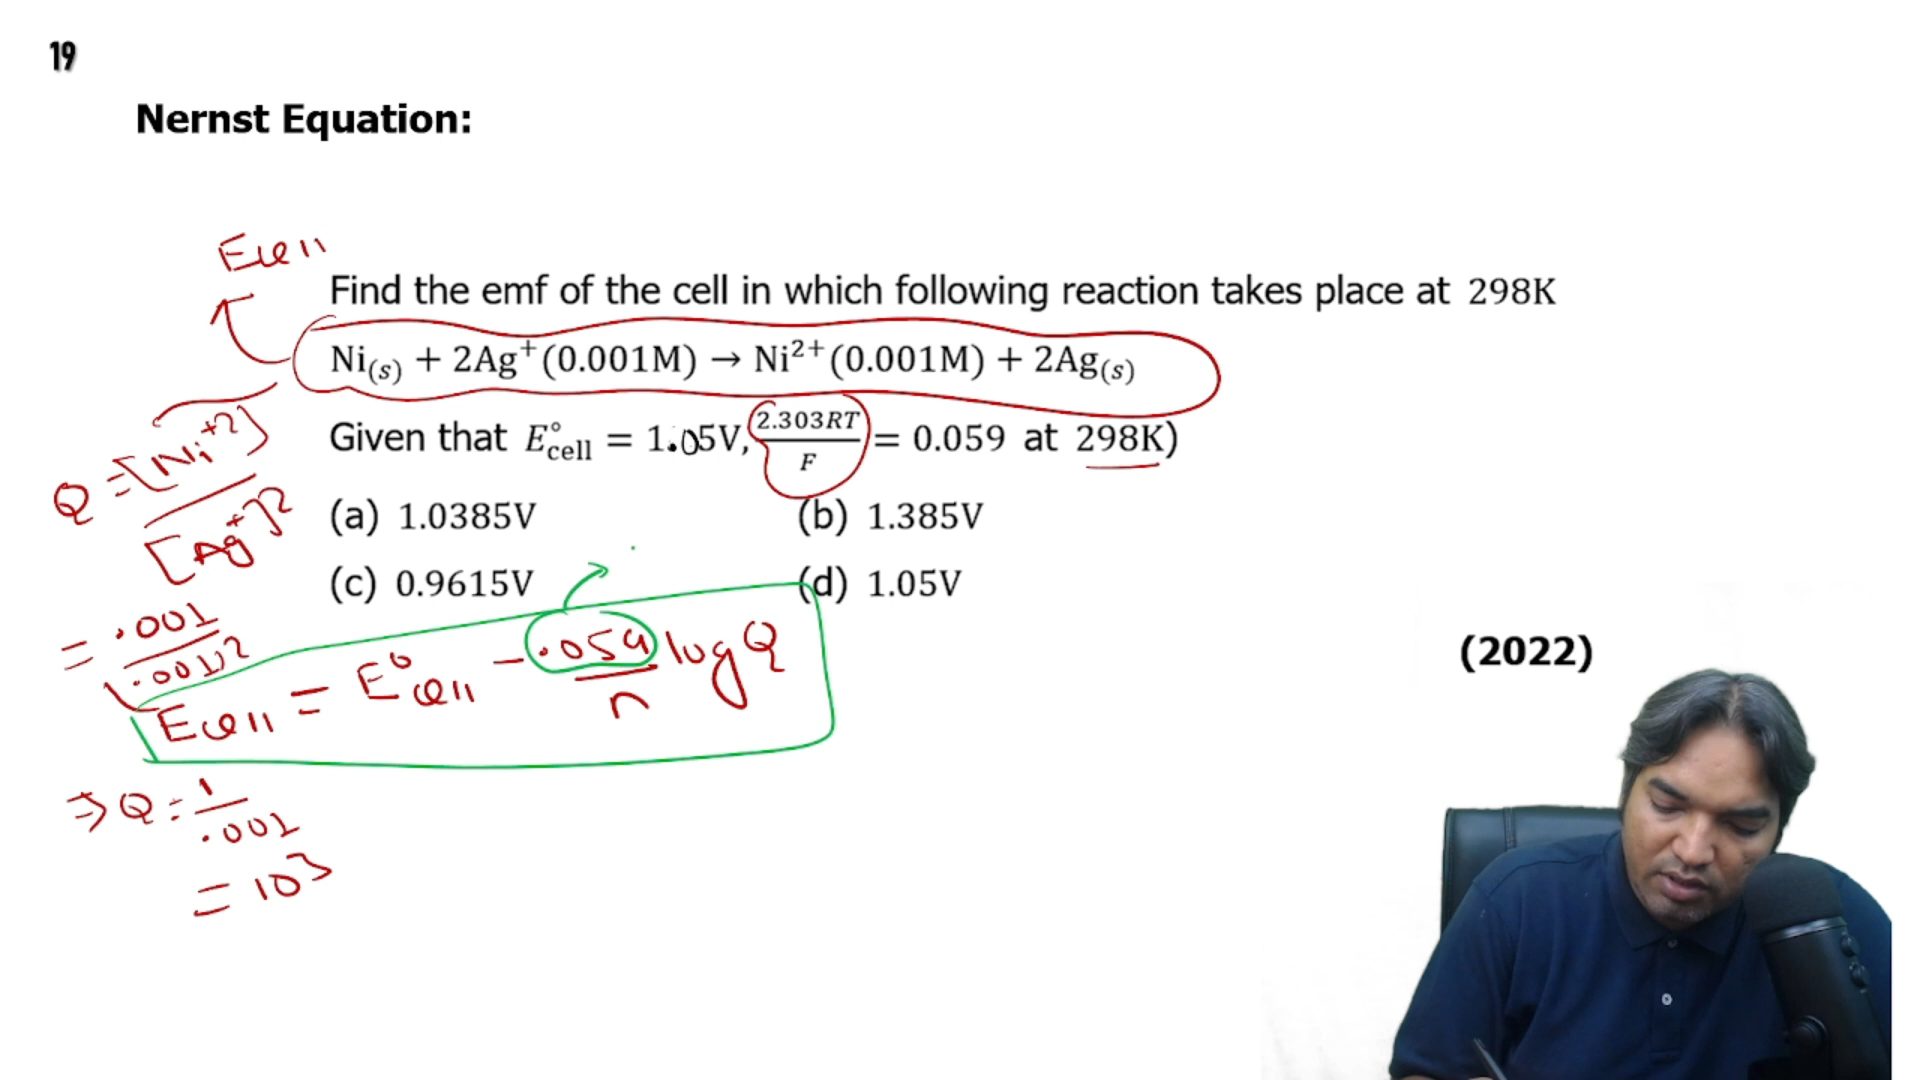 19
Nernst Equation:
Ecell
Find the emf of the cell in which following reaction takes place at 298K
Ni(s) + 2Ag⁺(0.001M) → Ni²⁺(0.001M) + 2Ag(s)
Given that E°cell = 1.05V, 2.303RT/F = 0.059 at 298K)
Q = [Ni⁺²]/[Ag⁺]²
(a) 1.0385V (b) 1.385V
(c) 0.9615V (d) 1.05V
= .001/(.001)²
Ecell = E°cell − .059/n log Q
(2022)
⇒ Q = 1/.001
= 10³